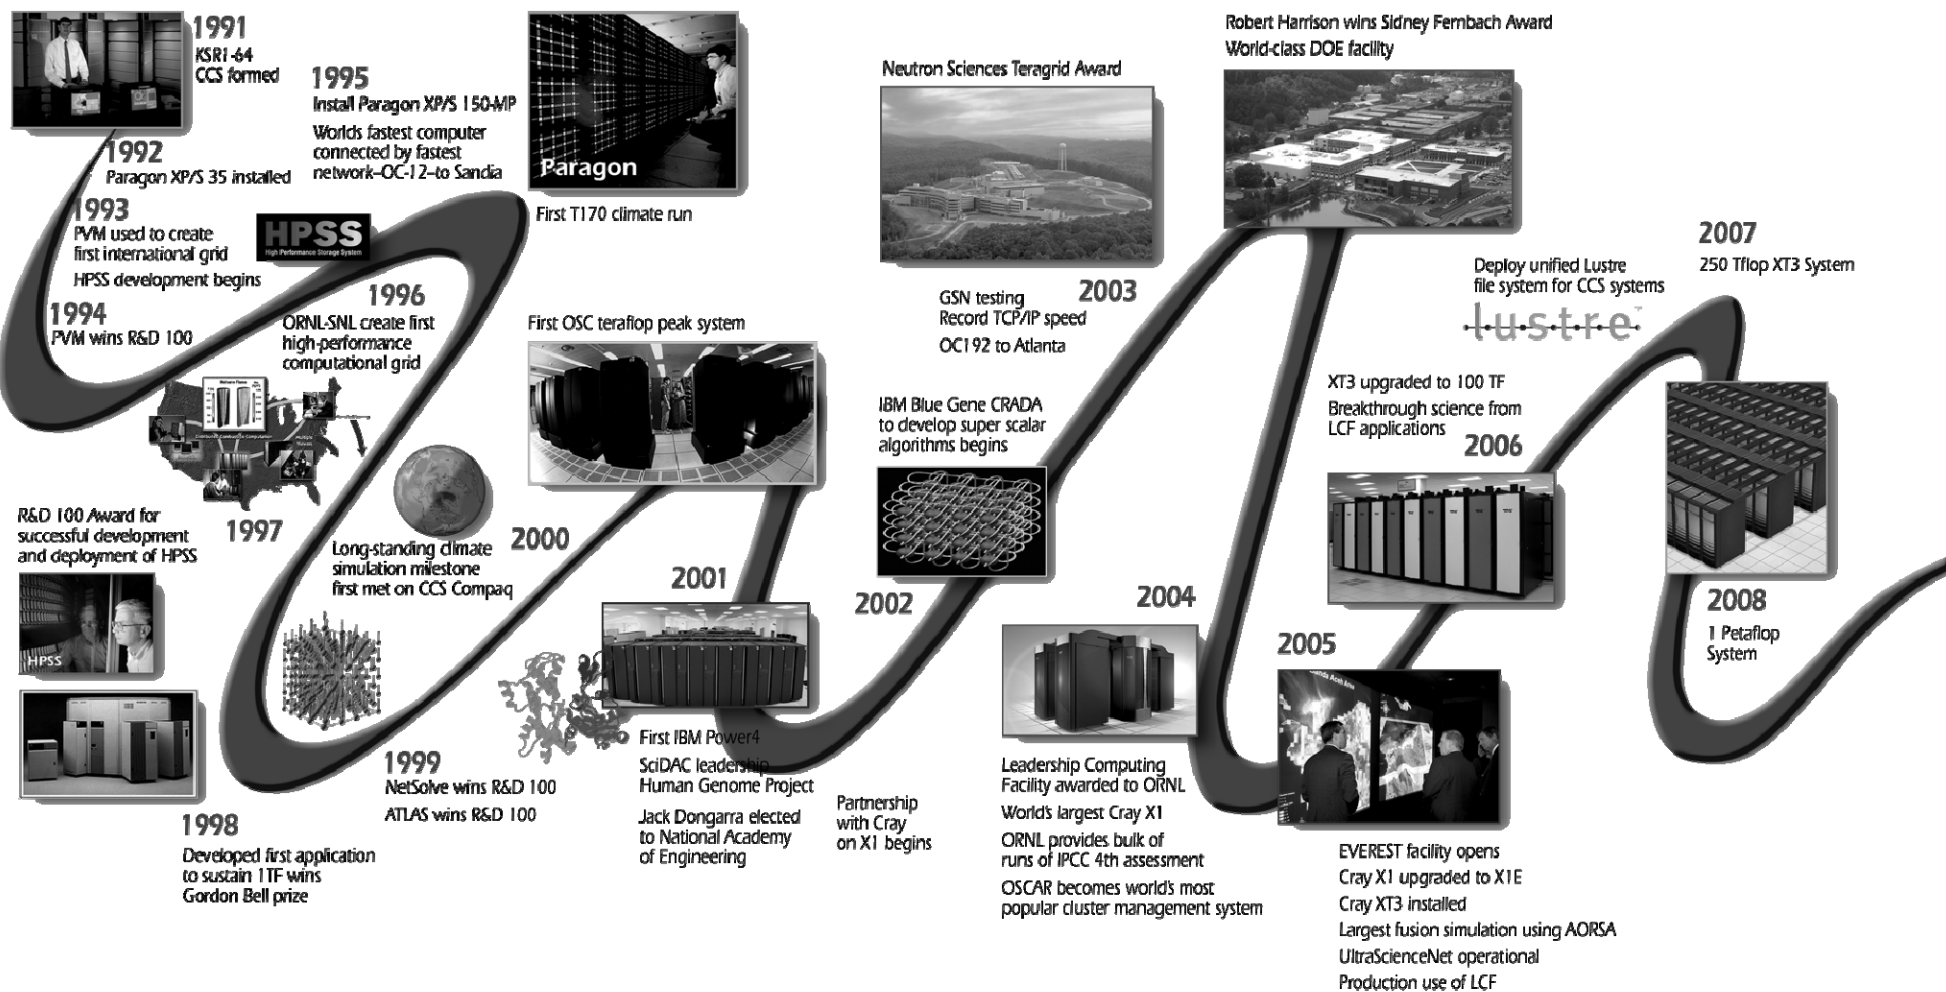 1991
KSR1-64
CCS formed
1992
Paragon XP/S 35 installed
1993
PVM used to create
first international grid
HPSS development begins
HPSS
High Performance Storage System
1994
PVM wins R&D 100
1995
Install Paragon XP/S 150-MP
Worlds fastest computer
connected by fastest
network–OC-12–to Sandia
Paragon
First T170 climate run
1996
ORNL-SNL create first
high-performance
computational grid
1997
R&D 100 Award for
successful development
and deployment of HPSS
HPSS
1998
Developed first application
to sustain 1TF wins
Gordon Bell prize
1999
NetSolve wins R&D 100
ATLAS wins R&D 100
Long-standing climate
simulation milestone
first met on CCS Compaq
2000
First OSC teraflop peak system
2001
First IBM Power4
SciDAC leadership
Human Genome Project
Jack Dongarra elected
to National Academy
of Engineering
2002
Partnership
with Cray
on X1 begins
IBM Blue Gene CRADA
to develop super scalar
algorithms begins
Neutron Sciences Teragrid Award
2003
GSN testing
Record TCP/IP speed
OC192 to Atlanta
Robert Harrison wins Sidney Fernbach Award
World-class DOE facility
2004
Leadership Computing
Facility awarded to ORNL
World's largest Cray X1
ORNL provides bulk of
runs of IPCC 4th assessment
OSCAR becomes world's most
popular cluster management system
2005
EVEREST facility opens
Cray X1 upgraded to X1E
Cray XT3 installed
Largest fusion simulation using AORSA
UltraScienceNet operational
Production use of LCF
XT3 upgraded to 100 TF
Breakthrough science from
LCF applications
2006
Deploy unified Lustre
file system for CCS systems
lustre
2007
250 Tflop XT3 System
2008
1 Petaflop
System